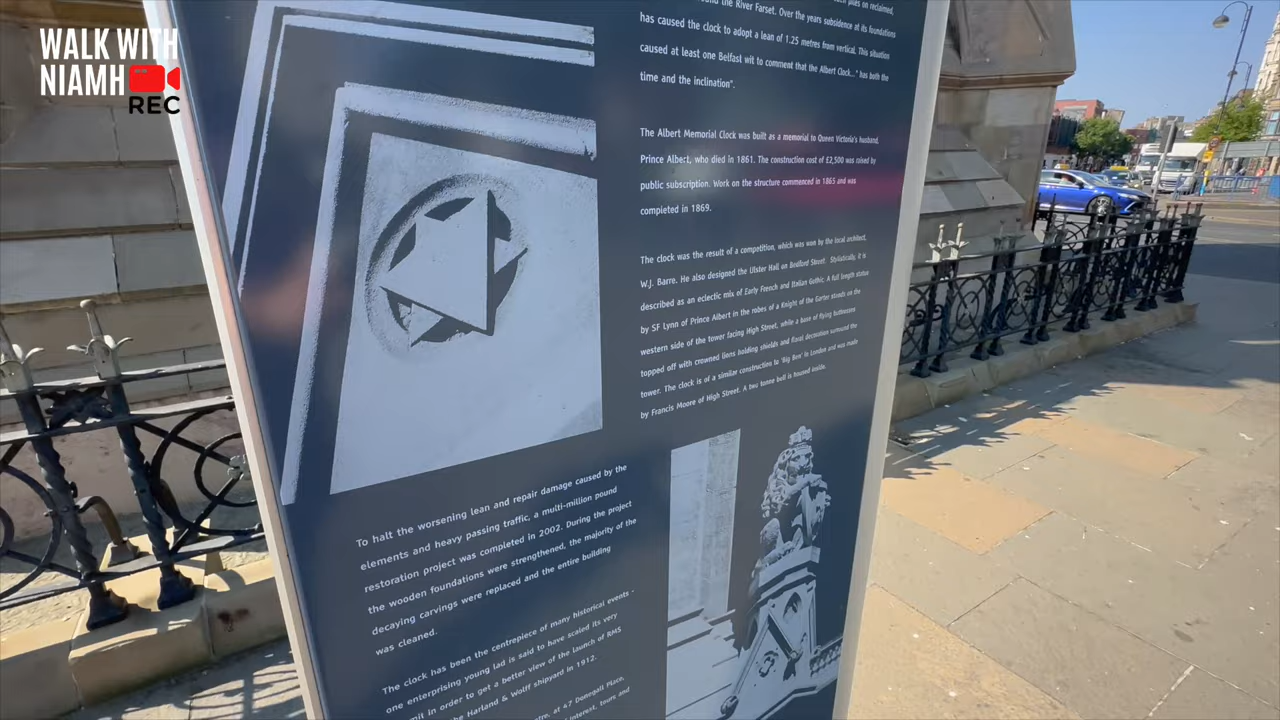 WALK WITH
NIAMH
REC
piles on reclaimed,
the River Farset. Over the years subsidence at its foundations
has caused the clock to adopt a lean of 1.25 metres from vertical. This situation
caused at least one Belfast wit to comment that the Albert Clock..." has both the
time and the inclination".
The Albert Memorial Clock was built as a memorial to Queen Victoria's husband,
Prince Albert, who died in 1861. The construction cost of £2,500 was raised by
public subscription. Work on the structure commenced in 1865 and was
completed in 1869.
The clock was the result of a competition, which was won by the local architect,
W.J. Barre. He also designed the Ulster Hall on Bedford Street. Stylistically, it is
described as an eclectic mix of Early French and Italian Gothic. A full length statue
by SF Lynn of Prince Albert in the robes of a Knight of the Garter stands on the
western side of the tower facing High Street, while a base of flying buttresses
topped off with crowned lions holding shields and floral decorations surround the
tower. The clock is of a similar construction to 'Big Ben' in London and was made
by Francis Moore of High Street. A two tonne bell is housed inside.
To halt the worsening lean and repair damage caused by the
elements and heavy passing traffic, a multi-million pound
restoration project was completed in 2002. During the project
the wooden foundations were strengthened, the majority of the
decaying carvings were replaced and the entire building
was cleaned.
The clock has been the centrepiece of many historical events -
one enterprising young lad is said to have scaled its very
mit in order to get a better view of the launch of RMS
the Harland & Wolff shipyard in 1912.
at 47 Donegall Place,
interest, tours and